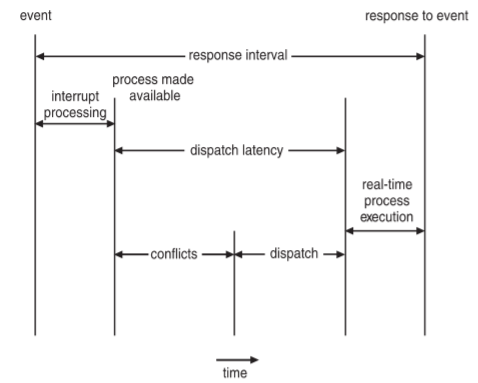 event
response to event
response interval
process made
available
interrupt
processing
dispatch latency
real-time
process
execution
conflicts
dispatch
time